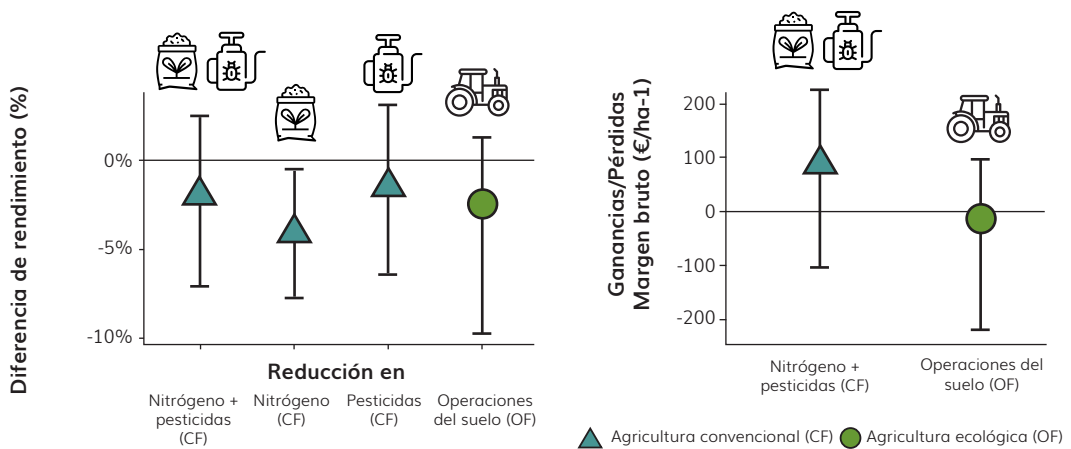 Diferencia de rendimiento (%)
0%
-5%
-10%
Reducción en
Nitrógeno +
pesticidas
(CF)
Nitrógeno
(CF)
Pesticidas
(CF)
Operaciones
del suelo (OF)
Ganancias/Pérdidas
Margen bruto (€/ha-1)
200
100
0
-100
-200
Nitrógeno +
pesticidas (CF)
Operaciones del
suelo (OF)
Agricultura convencional (CF)
Agricultura ecológica (OF)